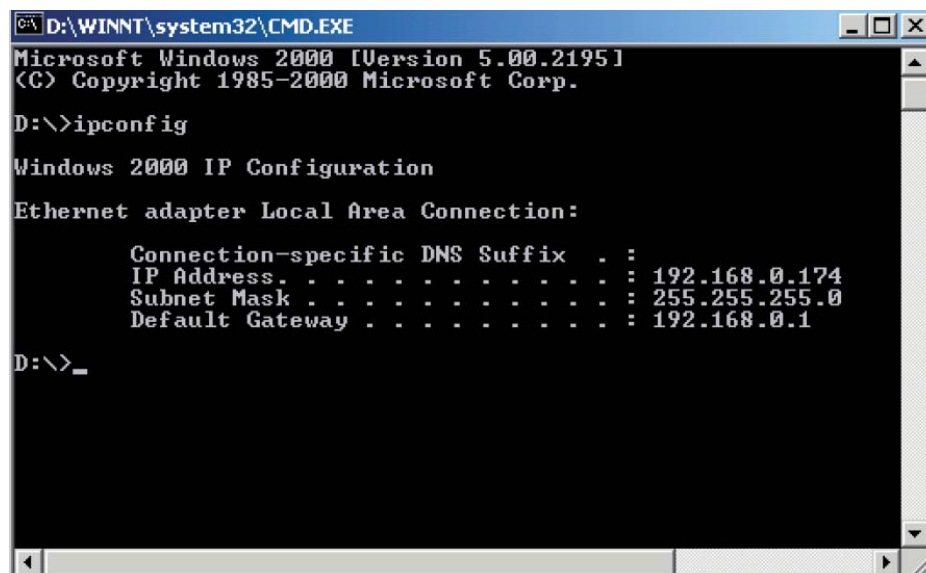 D:\WINNT\system32\CMD.EXE
Microsoft Windows 2000 [Version 5.00.2195]
(C) Copyright 1985-2000 Microsoft Corp.
D:\>ipconfig
Windows 2000 IP Configuration
Ethernet adapter Local Area Connection:
Connection-specific DNS Suffix . :
IP Address. . . . . . . . . . . . : 192.168.0.174
Subnet Mask . . . . . . . . . . . : 255.255.255.0
Default Gateway . . . . . . . . . : 192.168.0.1
D:\>_